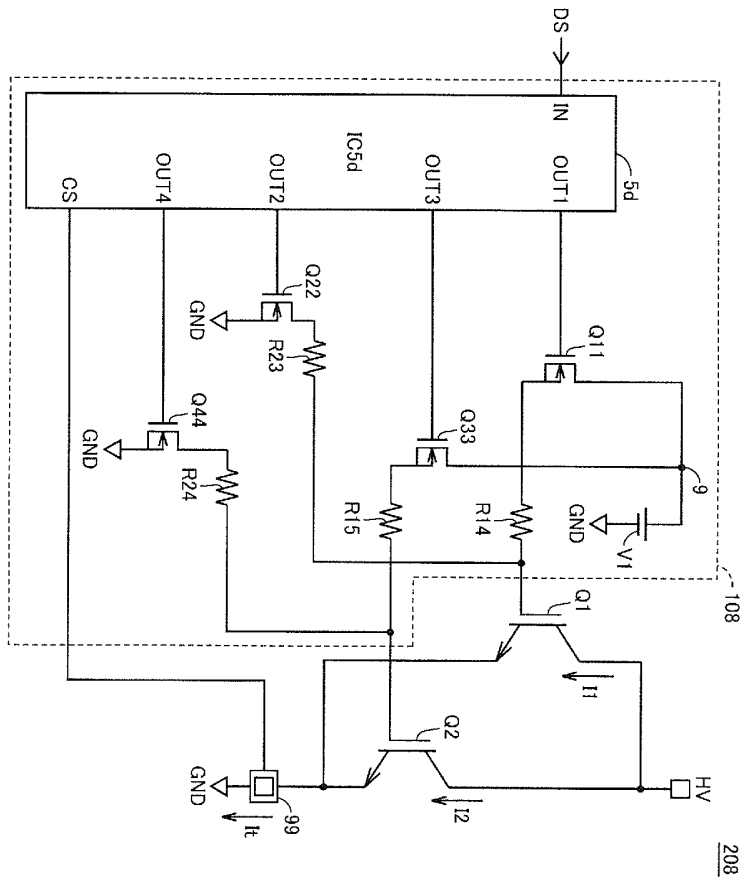 208
108
HV
I1
I2
It
99
GND
Q1
Q2
9
V1
GND
R14
R15
Q11
Q33
Q22
R23
GND
Q44
R24
GND
5d
OUT1
OUT3
OUT2
OUT4
CS
IC5d
IN
DS